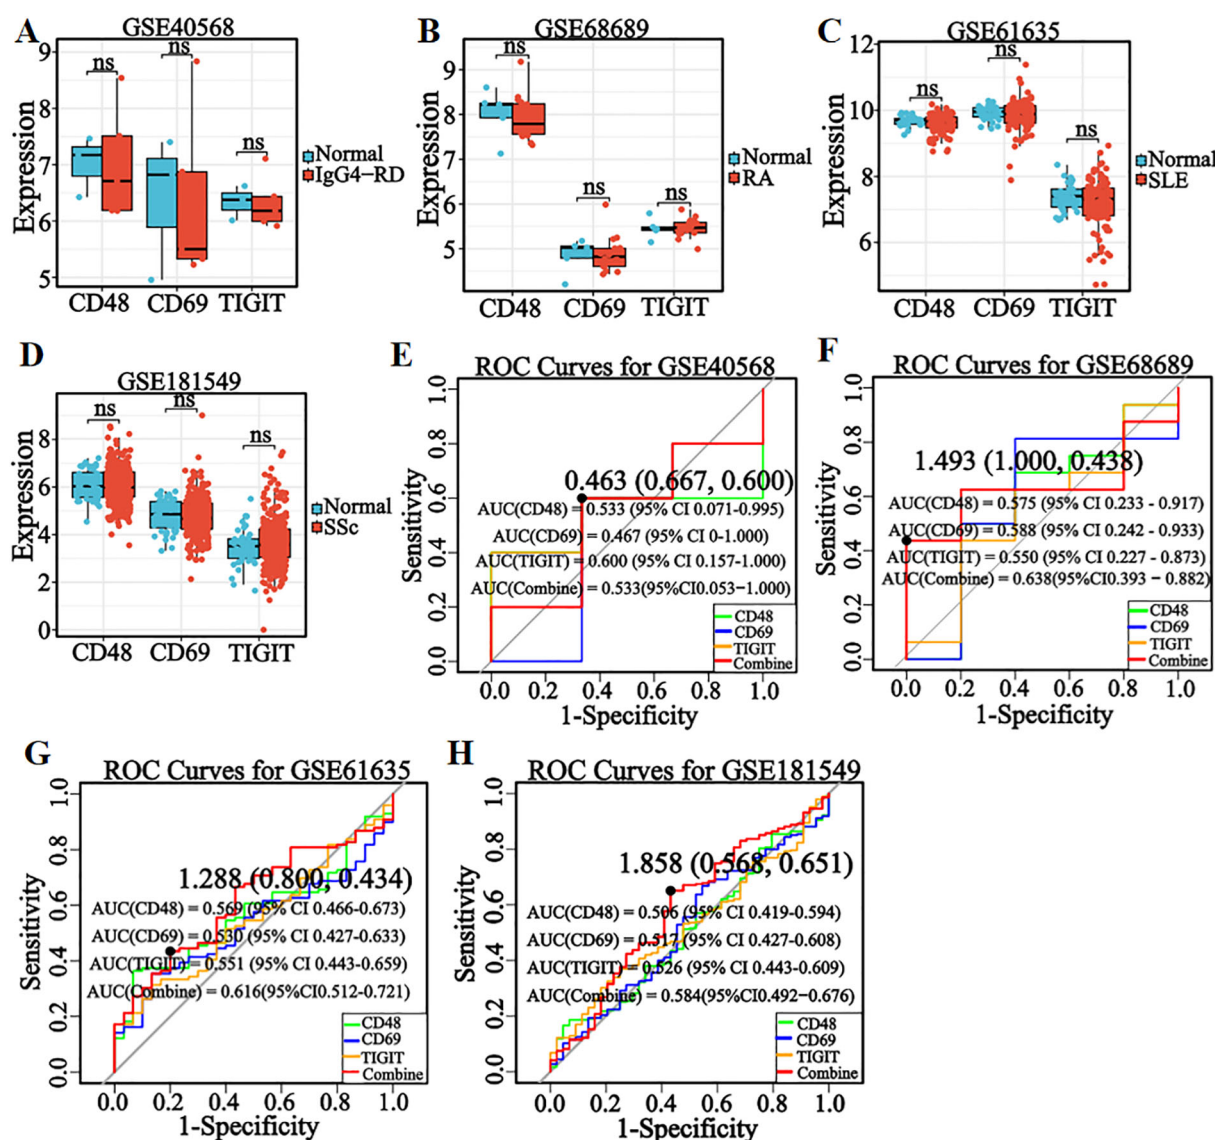 A
GSE40568
9
8
7
6
5
Expression
ns
ns
ns
CD48
CD69
TIGIT
Normal
IgG4−RD
B
GSE68689
9
8
7
6
5
Expression
ns
ns
ns
CD48
CD69
TIGIT
Normal
RA
C
GSE61635
12
10
8
6
Expression
ns
ns
ns
CD48
CD69
TIGIT
Normal
SLE
D
GSE181549
8
6
4
2
0
Expression
ns
ns
ns
CD48
CD69
TIGIT
Normal
SSc
E
ROC Curves for GSE40568
1.0
0.8
0.6
0.4
0.2
0.0
Sensitivity
0.463 (0.667, 0.600)
AUC(CD48) = 0.533 (95% CI 0.071-0.995)
AUC(CD69) = 0.467 (95% CI 0-1.000)
AUC(TIGIT) = 0.600 (95% CI 0.157-1.000)
AUC(Combine) = 0.533(95%CI0.053−1.000)
CD48
CD69
TIGIT
Combine
0.0 0.2 0.4 0.6 0.8 1.0
1-Specificity
F
ROC Curves for GSE68689
1.0
0.8
0.6
0.4
0.2
0.0
Sensitivity
1.493 (1.000, 0.438)
AUC(CD48) = 0.575 (95% CI 0.233 - 0.917)
AUC(CD69) = 0.588 (95% CI 0.242 - 0.933)
AUC(TIGIT) = 0.550 (95% CI 0.227 - 0.873)
AUC(Combine) = 0.638(95%CI0.393 − 0.882)
CD48
CD69
TIGIT
Combine
0.0 0.2 0.4 0.6 0.8 1.0
1-Specificity
G
ROC Curves for GSE61635
1.0
0.8
0.6
0.4
0.2
0.0
Sensitivity
1.288 (0.800, 0.434)
AUC(CD48) = 0.569 (95% CI 0.466-0.673)
AUC(CD69) = 0.530 (95% CI 0.427-0.633)
AUC(TIGIT) = 0.551 (95% CI 0.443-0.659)
AUC(Combine) = 0.616(95%CI0.512-0.721)
CD48
CD69
TIGIT
Combine
0.0 0.2 0.4 0.6 0.8 1.0
1-Specificity
H
ROC Curves for GSE181549
1.0
0.8
0.6
0.4
0.2
0.0
Sensitivity
1.858 (0.568, 0.651)
AUC(CD48) = 0.506 (95% CI 0.419-0.594)
AUC(CD69) = 0.517 (95% CI 0.427-0.608)
AUC(TIGIT) = 0.526 (95% CI 0.443-0.609)
AUC(Combine) = 0.584(95%CI0.492−0.676)
CD48
CD69
TIGIT
Combine
0.0 0.2 0.4 0.6 0.8 1.0
1-Specificity